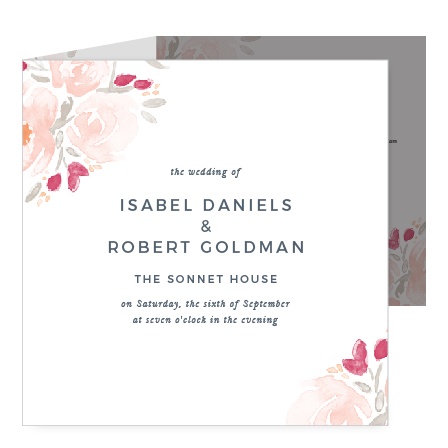 the wedding of
ISABEL DANIELS
&
ROBERT GOLDMAN
THE SONNET HOUSE
on Saturday, the sixth of September
at seven o'clock in the evening